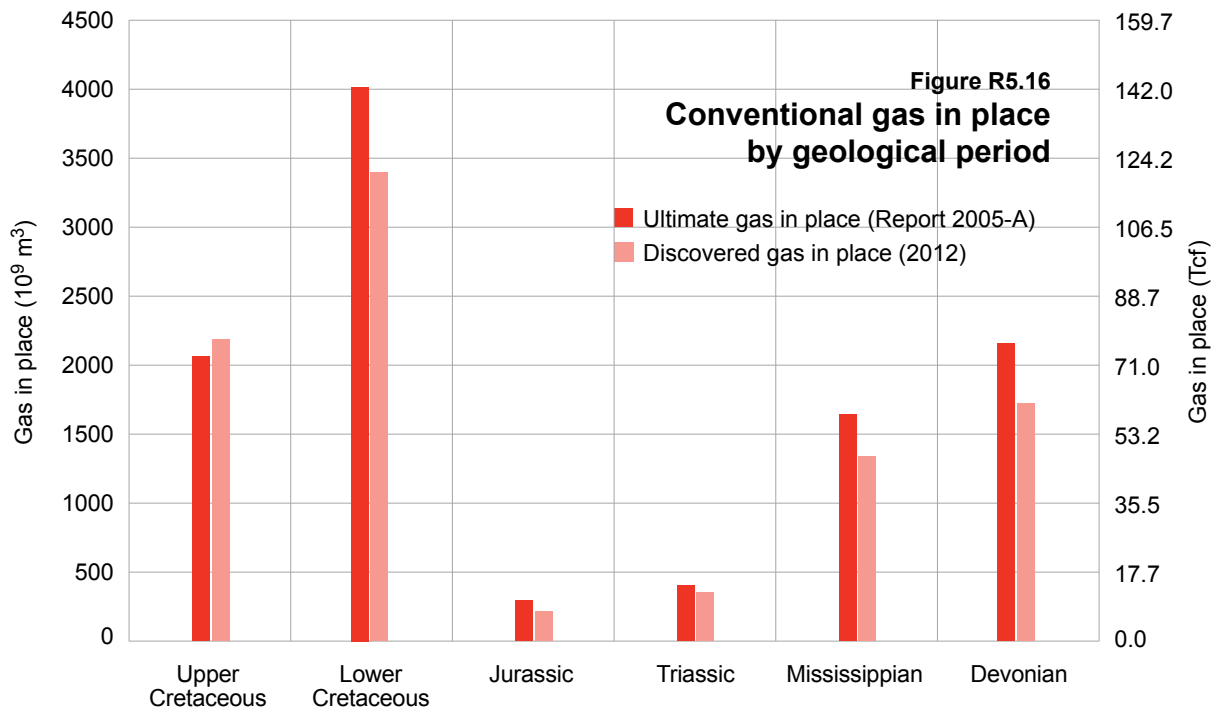 Figure R5.16
Conventional gas in place
by geological period
Ultimate gas in place (Report 2005-A)
Discovered gas in place (2012)
Gas in place (10⁹ m³)
4500
4000
3500
3000
2500
2000
1500
1000
500
0
Gas in place (Tcf)
159.7
142.0
124.2
106.5
88.7
71.0
53.2
35.5
17.7
0.0
Upper
Cretaceous
Lower
Cretaceous
Jurassic
Triassic
Mississippian
Devonian